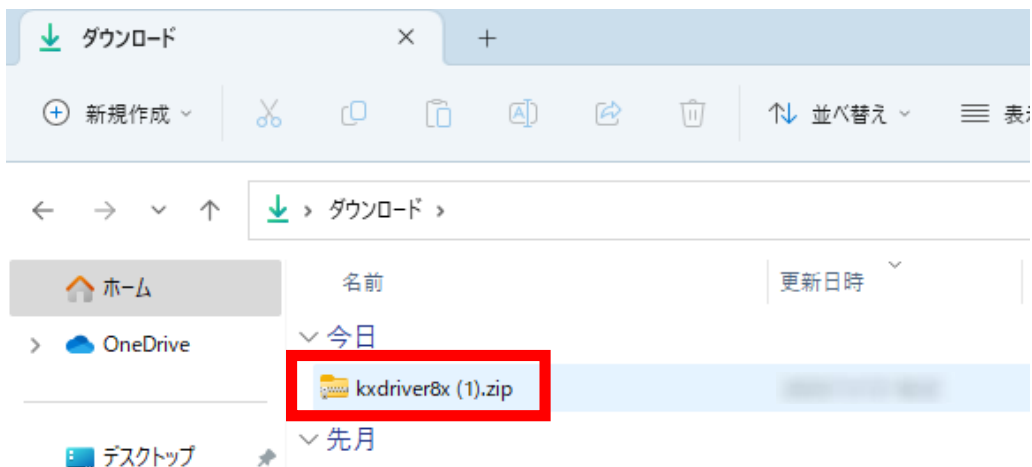 ダウンロード
新規作成
並べ替え
ダウンロード
ホーム
名前
更新日時
OneDrive
今日
kxdriver8x (1).zip
先月
デスクトップ